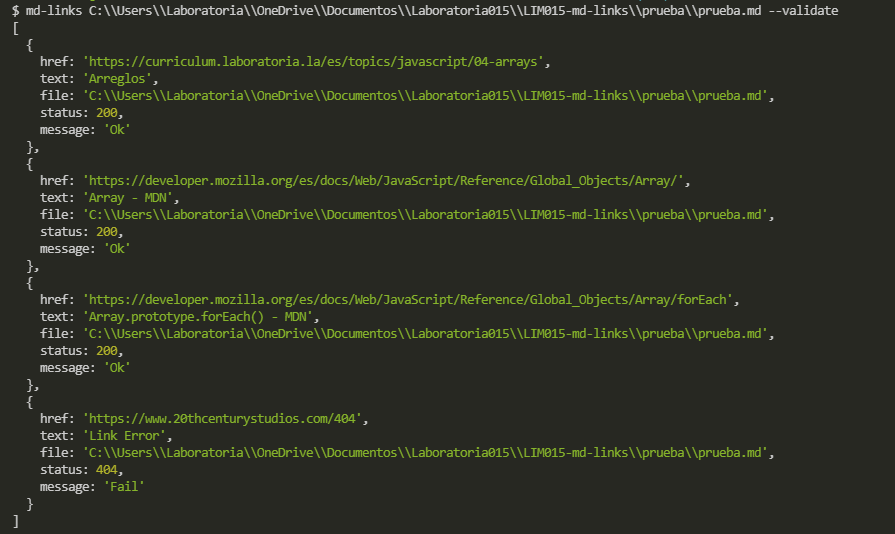 $ md-links C:\\Users\\Laboratoria\\OneDrive\\Documentos\\Laboratoria015\\LIM015-md-links\\prueba\\prueba.md --validate
[
  {
    href: 'https://curriculum.laboratoria.la/es/topics/javascript/04-arrays',
    text: 'Arreglos',
    file: 'C:\\Users\\Laboratoria\\OneDrive\\Documentos\\Laboratoria015\\LIM015-md-links\\prueba\\prueba.md',
    status: 200,
    message: 'Ok'
  },
  {
    href: 'https://developer.mozilla.org/es/docs/Web/JavaScript/Reference/Global_Objects/Array/',
    text: 'Array - MDN',
    file: 'C:\\Users\\Laboratoria\\OneDrive\\Documentos\\Laboratoria015\\LIM015-md-links\\prueba\\prueba.md',
    status: 200,
    message: 'Ok'
  },
  {
    href: 'https://developer.mozilla.org/es/docs/Web/JavaScript/Reference/Global_Objects/Array/forEach',
    text: 'Array.prototype.forEach() - MDN',
    file: 'C:\\Users\\Laboratoria\\OneDrive\\Documentos\\Laboratoria015\\LIM015-md-links\\prueba\\prueba.md',
    status: 200,
    message: 'Ok'
  },
  {
    href: 'https://www.20thcenturystudios.com/404',
    text: 'Link Error',
    file: 'C:\\Users\\Laboratoria\\OneDrive\\Documentos\\Laboratoria015\\LIM015-md-links\\prueba\\prueba.md',
    status: 404,
    message: 'Fail'
  }
]